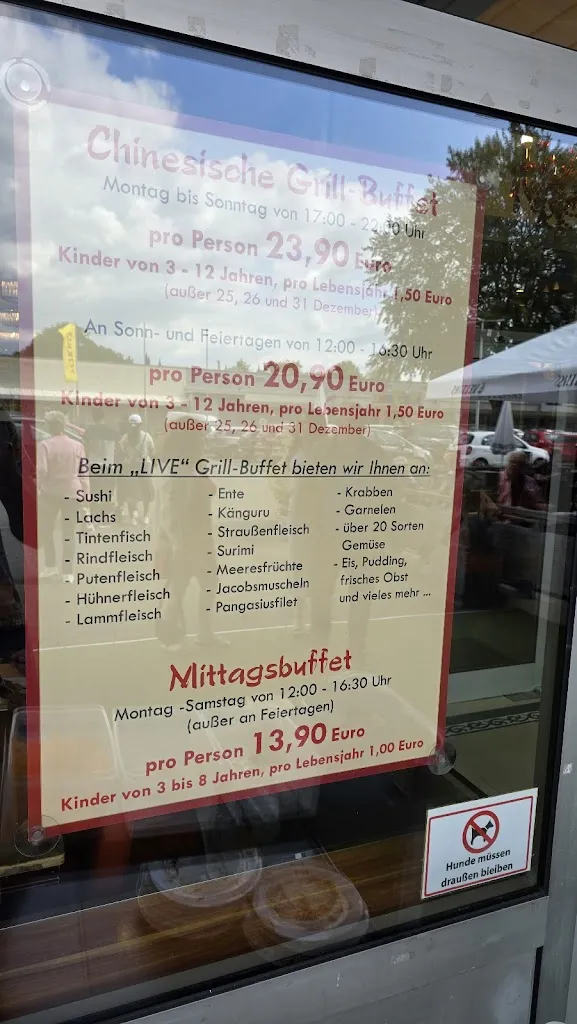 Chinesische Grill-Buffet
Montag bis Sonntag von 17:00 - 22:30 Uhr
pro Person 23,90 Euro
Kinder von 3 - 12 Jahren, pro Lebensjahr 1,50 Euro
(außer 25, 26 und 31 Dezember)
An Sonn- und Feiertagen von 12:00 - 16:30 Uhr
pro Person 20,90 Euro
Kinder von 3 - 12 Jahren, pro Lebensjahr 1,50 Euro
(außer 25, 26 und 31 Dezember)
Beim „LIVE" Grill-Buffet bieten wir Ihnen an:
- Sushi
- Lachs
- Tintenfisch
- Rindfleisch
- Putenfleisch
- Hühnerfleisch
- Lammfleisch
- Ente
- Känguru
- Straußenfleisch
- Surimi
- Meeresfrüchte
- Jacobsmuscheln
- Pangasiusfilet
- Krabben
- Garnelen
- über 20 Sorten
Gemüse
- Eis, Pudding,
frisches Obst
und vieles mehr ...
Mittagsbuffet
Montag -Samstag von 12:00 - 16:30 Uhr
(außer an Feiertagen)
pro Person 13,90 Euro
Kinder von 3 bis 8 Jahren, pro Lebensjahr 1,00 Euro
Hunde müssen
draußen bleiben